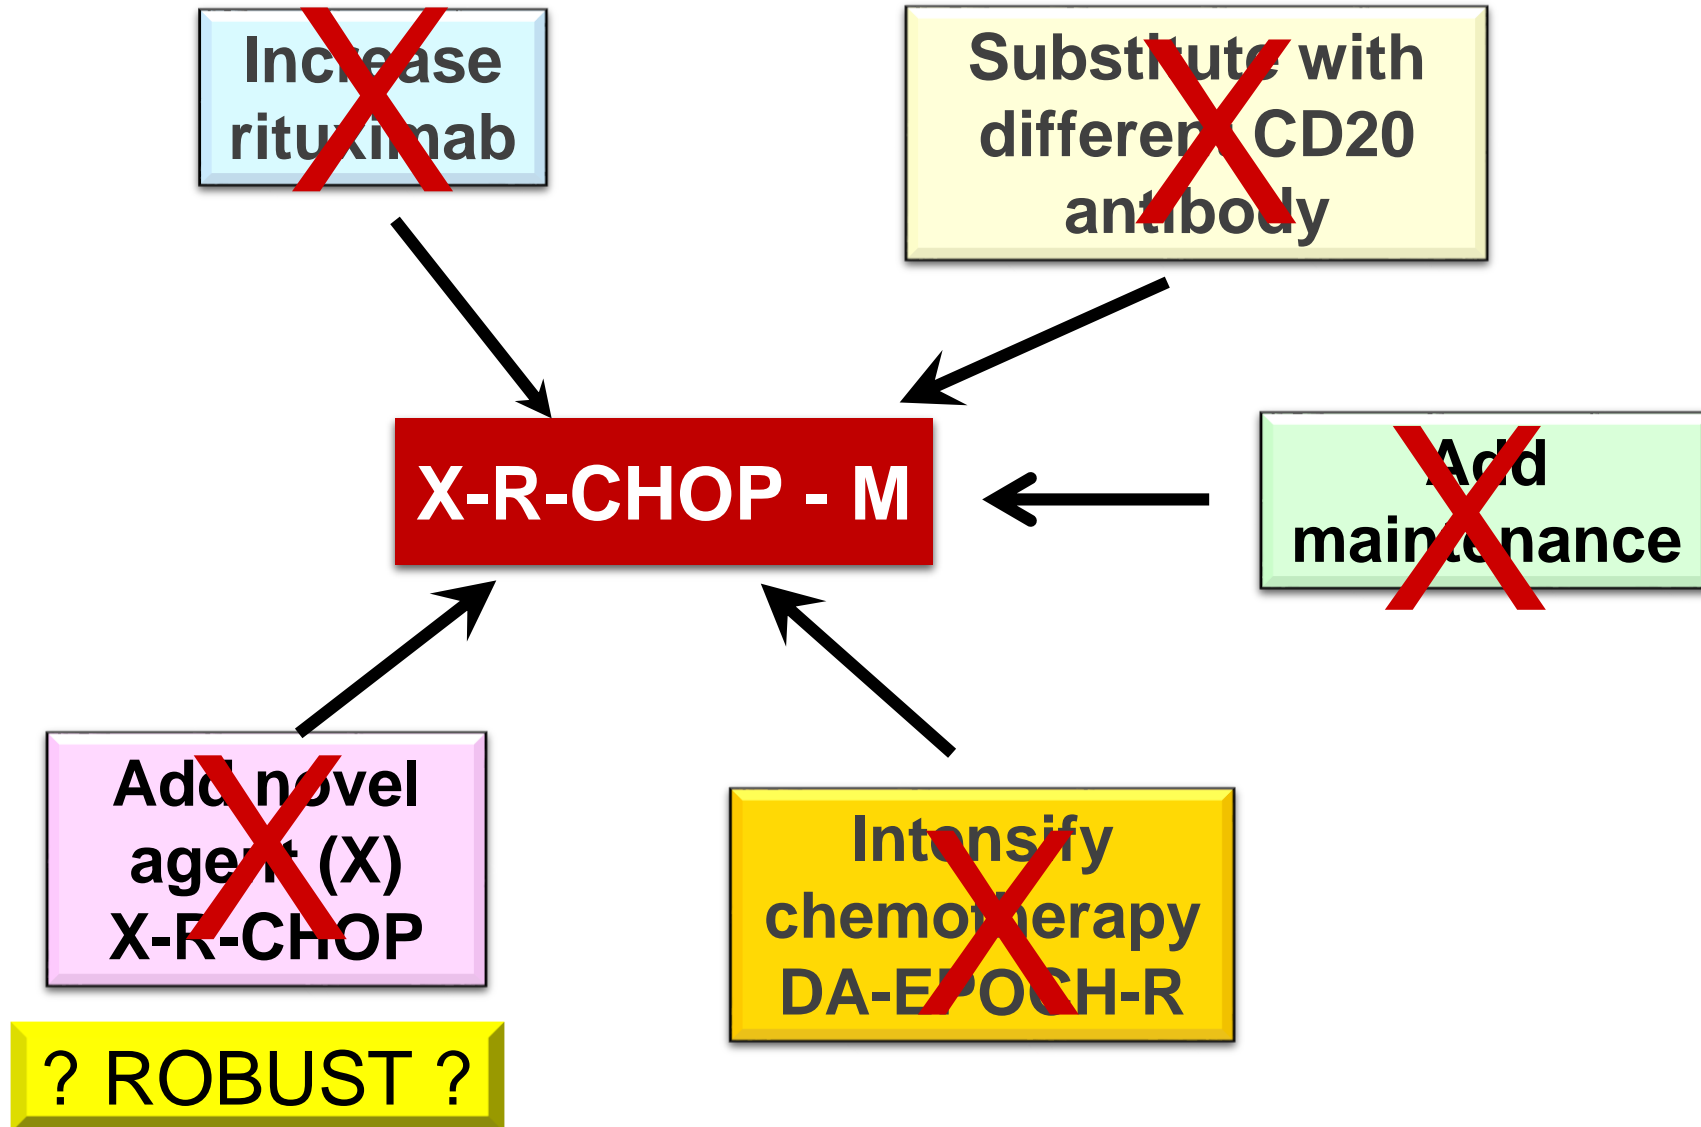 Increase
rituximab
Substitute with
different CD20
antibody
X-R-CHOP - M
Add
maintenance
Add novel
agent (X)
X-R-CHOP
Intensify
chemotherapy
DA-EPOCH-R
? ROBUST ?